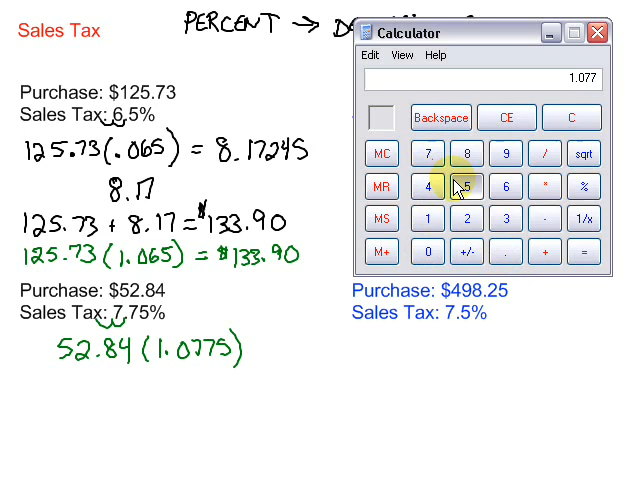 Sales Tax
PERCENT → DE
Purchase: $125.73
Sales Tax: 6.5%
125.73(.065) = 8.17245
8.17
125.73 + 8.17 = $133.90
125.73(1.065) = $133.90
Purchase: $52.84
Sales Tax: 7.75%
52.84(1.0775)
Calculator
Edit View Help
1.077
Backspace CE C
MC 7 8 9 / sqrt
MR 4 5 6 * %
MS 1 2 3 - 1/x
M+ 0 +/- . + =
Purchase: $498.25
Sales Tax: 7.5%